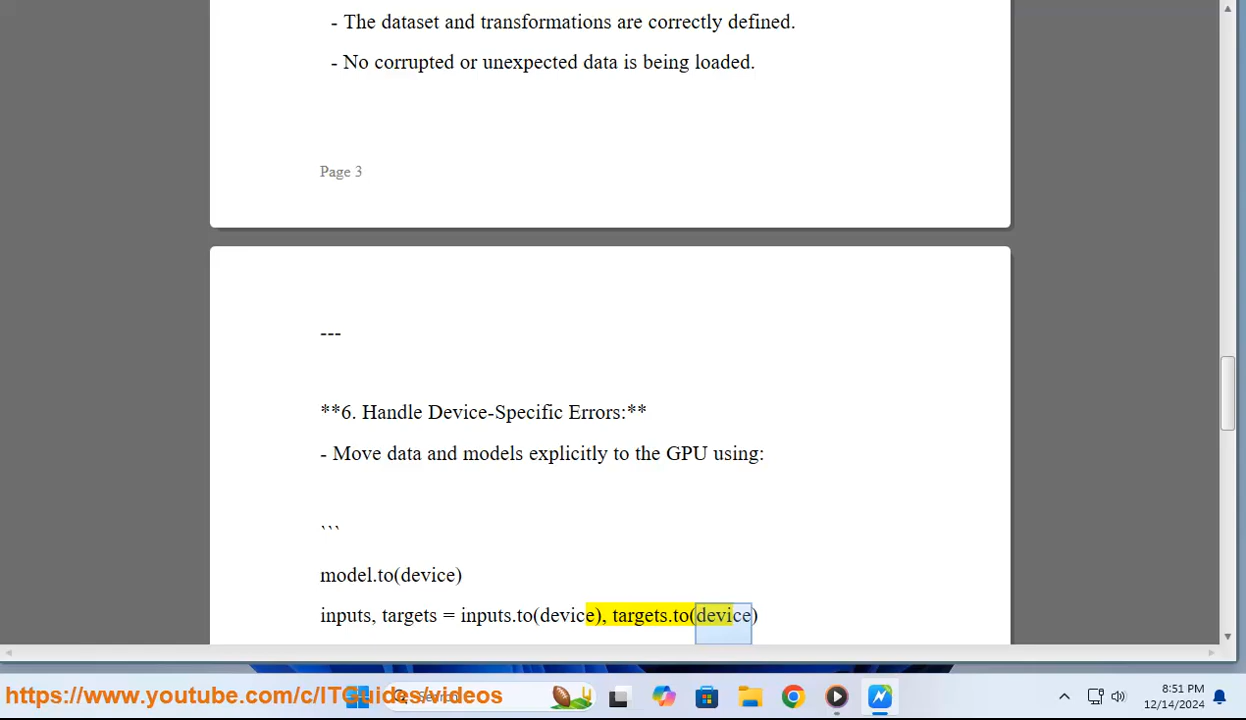 - The dataset and transformations are correctly defined.
- No corrupted or unexpected data is being loaded.
Page 3
---
**6. Handle Device-Specific Errors:**
- Move data and models explicitly to the GPU using:
```
model.to(device)
inputs, targets = inputs.to(device), targets.to(device)
https://www.youtube.com/c/ITGuides/videos
Search
8:51 PM
12/14/2024